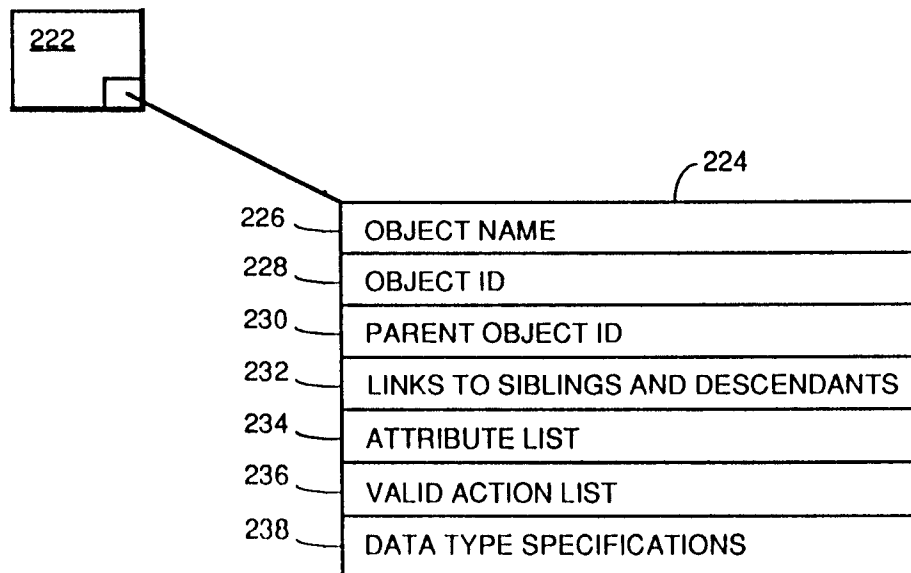 222
224
226 OBJECT NAME
228 OBJECT ID
230 PARENT OBJECT ID
232 LINKS TO SIBLINGS AND DESCENDANTS
234 ATTRIBUTE LIST
236 VALID ACTION LIST
238 DATA TYPE SPECIFICATIONS